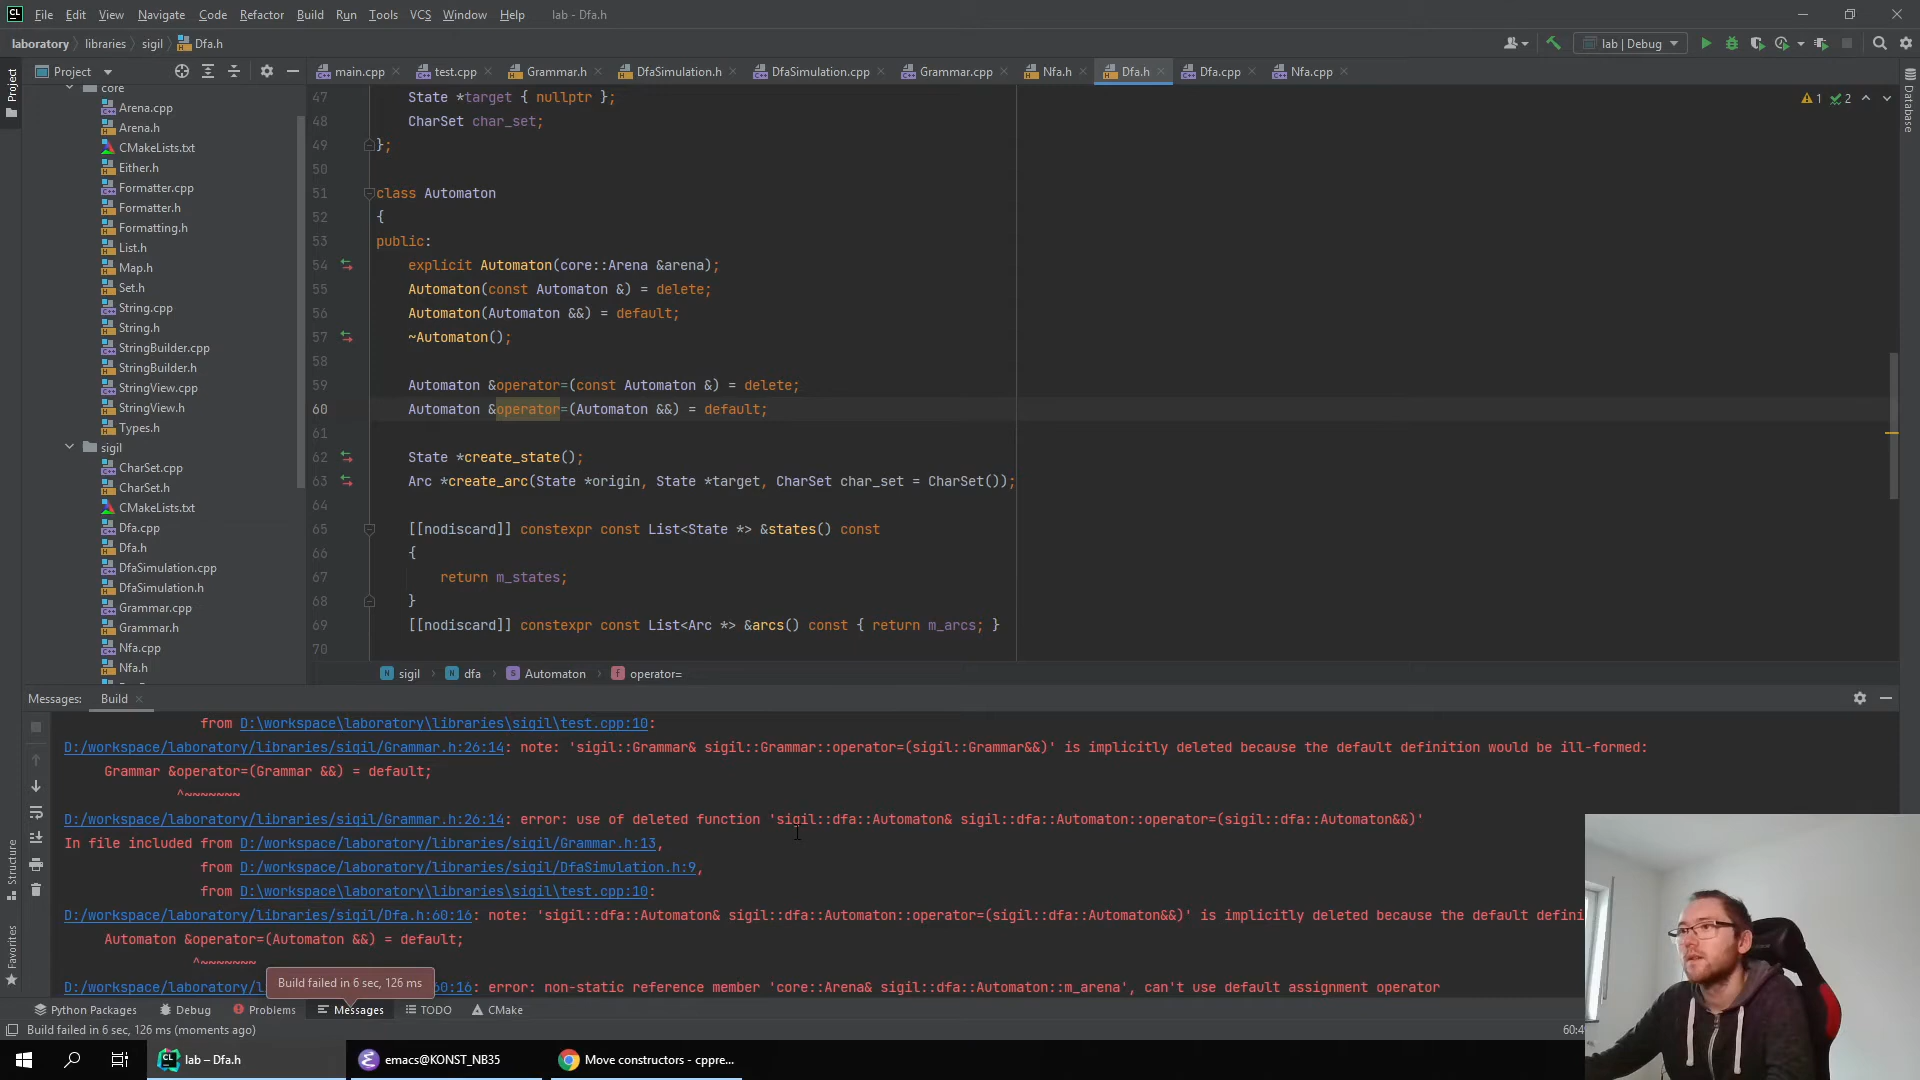 File Edit View Navigate Code Refactor Build Run Tools VCS Window Help lab - Dfa.h
laboratory libraries sigil Dfa.h lab | Debug
Project main.cpp test.cpp Grammar.h DfaSimulation.h DfaSimulation.cpp Grammar.cpp Nfa.h Dfa.h Dfa.cpp Nfa.cpp
Project
Database
core
Arena.cpp
Arena.h
CMakeLists.txt
Either.h
Formatter.cpp
Formatter.h
Formatting.h
List.h
Map.h
Set.h
String.cpp
String.h
StringBuilder.cpp
StringBuilder.h
StringView.cpp
StringView.h
Types.h
sigil
CharSet.cpp
CharSet.h
CMakeLists.txt
Dfa.cpp
Dfa.h
DfaSimulation.cpp
DfaSimulation.h
Grammar.cpp
Grammar.h
Nfa.cpp
Nfa.h
1 2
47 State *target { nullptr };
48 CharSet char_set;
49 };
50
51 class Automaton
52 {
53 public:
54 explicit Automaton(core::Arena &arena);
55 Automaton(const Automaton &) = delete;
56 Automaton(Automaton &&) = default;
57 ~Automaton();
58
59 Automaton &operator=(const Automaton &) = delete;
60 Automaton &operator=(Automaton &&) = default;
61
62 State *create_state();
63 Arc *create_arc(State *origin, State *target, CharSet char_set = CharSet());
64
65 [[nodiscard]] constexpr const List<State *> &states() const
66 {
67 return m_states;
68 }
69 [[nodiscard]] constexpr const List<Arc *> &arcs() const { return m_arcs; }
70
sigil dfa Automaton operator=
Messages: Build
from D:\workspace\laboratory\libraries\sigil\test.cpp:10:
D:/workspace/laboratory/libraries/sigil/Grammar.h:26:14: note: 'sigil::Grammar& sigil::Grammar::operator=(sigil::Grammar&&)' is implicitly deleted because the default definition would be ill-formed:
Grammar &operator=(Grammar &&) = default;
^~~~~~~~
D:/workspace/laboratory/libraries/sigil/Grammar.h:26:14: error: use of deleted function 'sigil::dfa::Automaton& sigil::dfa::Automaton::operator=(sigil::dfa::Automaton&&)'
In file included from D:/workspace/laboratory/libraries/sigil/Grammar.h:13,
from D:/workspace/laboratory/libraries/sigil/DfaSimulation.h:9,
from D:\workspace\laboratory\libraries\sigil\test.cpp:10:
D:/workspace/laboratory/libraries/sigil/Dfa.h:60:16: note: 'sigil::dfa::Automaton& sigil::dfa::Automaton::operator=(sigil::dfa::Automaton&&)' is implicitly deleted because the default defini
Automaton &operator=(Automaton &&) = default;
^~~~~~~~
:60:16: error: non-static reference member 'core::Arena& sigil::dfa::Automaton::m_arena', can't use default assignment operator
Build failed in 6 sec, 126 ms
Structure
Favorites
Python Packages Debug Problems Messages TODO CMake
Build failed in 6 sec, 126 ms (moments ago)
lab – Dfa.h emacs@KONST_NB35 Move constructors - cppre...